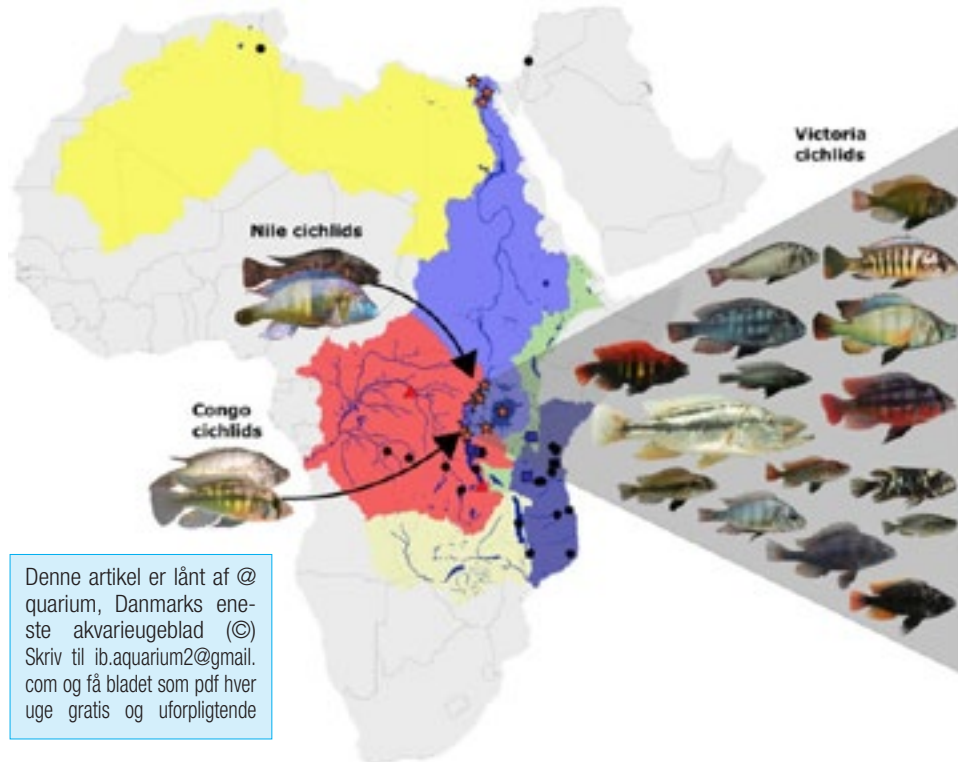 Victoria
cichlids
Nile cichlids
Congo
cichlids
Denne artikel er lånt af @
quarium, Danmarks ene-
ste akvarieugeblad (©)
Skriv til ib.aquarium2@gmail.
com og få bladet som pdf hver
uge gratis og uforpligtende